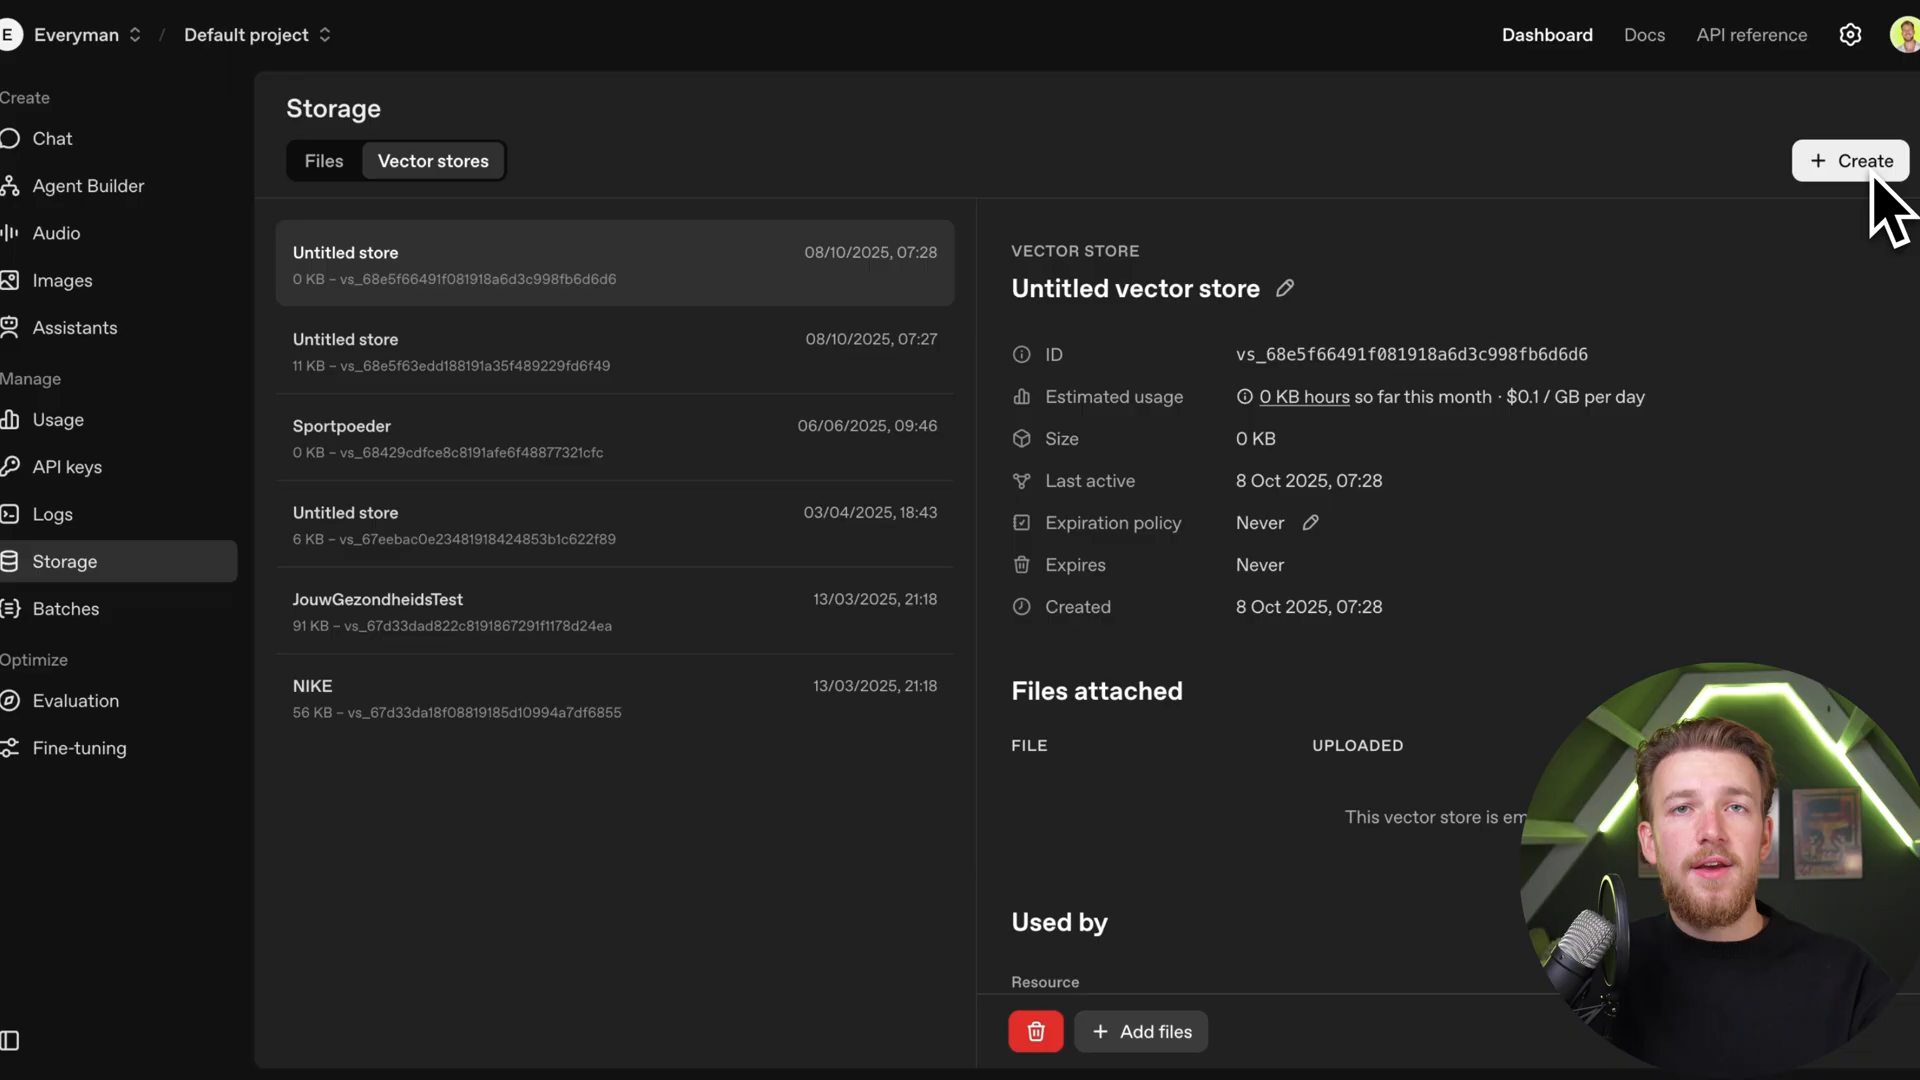 E Everyman / Default project
Dashboard Docs API reference
Create
Chat
Agent Builder
Audio
Images
Assistants
Manage
Usage
API keys
Logs
Storage
Batches
Optimize
Evaluation
Fine-tuning
Storage
Files Vector stores
+ Create
Untitled store 08/10/2025, 07:28
0 KB – vs_68e5f66491f081918a6d3c998fb6d6d6
Untitled store 08/10/2025, 07:27
11 KB – vs_68e5f63edd188191a35f489229fd6f49
Sportpoeder 06/06/2025, 09:46
0 KB – vs_68429cdfce8c8191afe6f48877321cfc
Untitled store 03/04/2025, 18:43
6 KB – vs_67eebac0e23481918424853b1c622f89
JouwGezondheidsTest 13/03/2025, 21:18
91 KB – vs_67d33dad822c8191867291f1178d24ea
NIKE 13/03/2025, 21:18
56 KB – vs_67d33da18f08819185d10994a7df6855
VECTOR STORE
Untitled vector store
ID vs_68e5f66491f081918a6d3c998fb6d6d6
Estimated usage 0 KB hours so far this month · $0.1 / GB per day
Size 0 KB
Last active 8 Oct 2025, 07:28
Expiration policy Never
Expires Never
Created 8 Oct 2025, 07:28
Files attached
FILE UPLOADED
This vector store is em
Used by
Resource
+ Add files